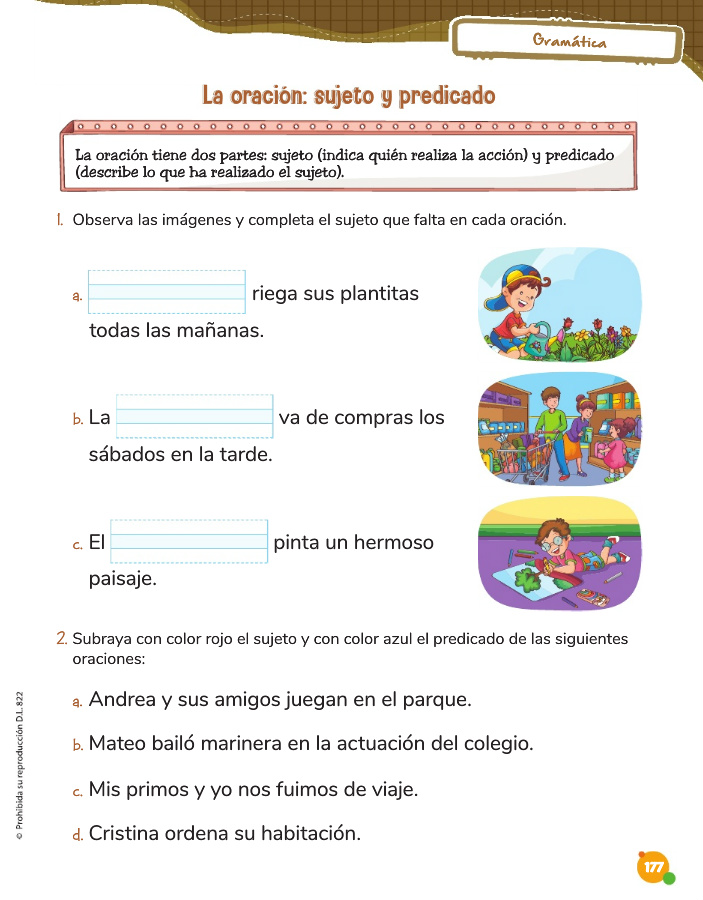 Gramática
La oración: sujeto y predicado
La oración tiene dos partes: sujeto (indica quién realiza la acción) y predicado
(describe lo que ha realizado el sujeto).
1. Observa las imágenes y completa el sujeto que falta en cada oración.
a. riega sus plantitas
todas las mañanas.
b. La va de compras los
sábados en la tarde.
c. El pinta un hermoso
paisaje.
2. Subraya con color rojo el sujeto y con color azul el predicado de las siguientes
oraciones:
a. Andrea y sus amigos juegan en el parque.
b. Mateo bailó marinera en la actuación del colegio.
c. Mis primos y yo nos fuimos de viaje.
d. Cristina ordena su habitación.
© Prohibida su reproducción D.L. 822
177